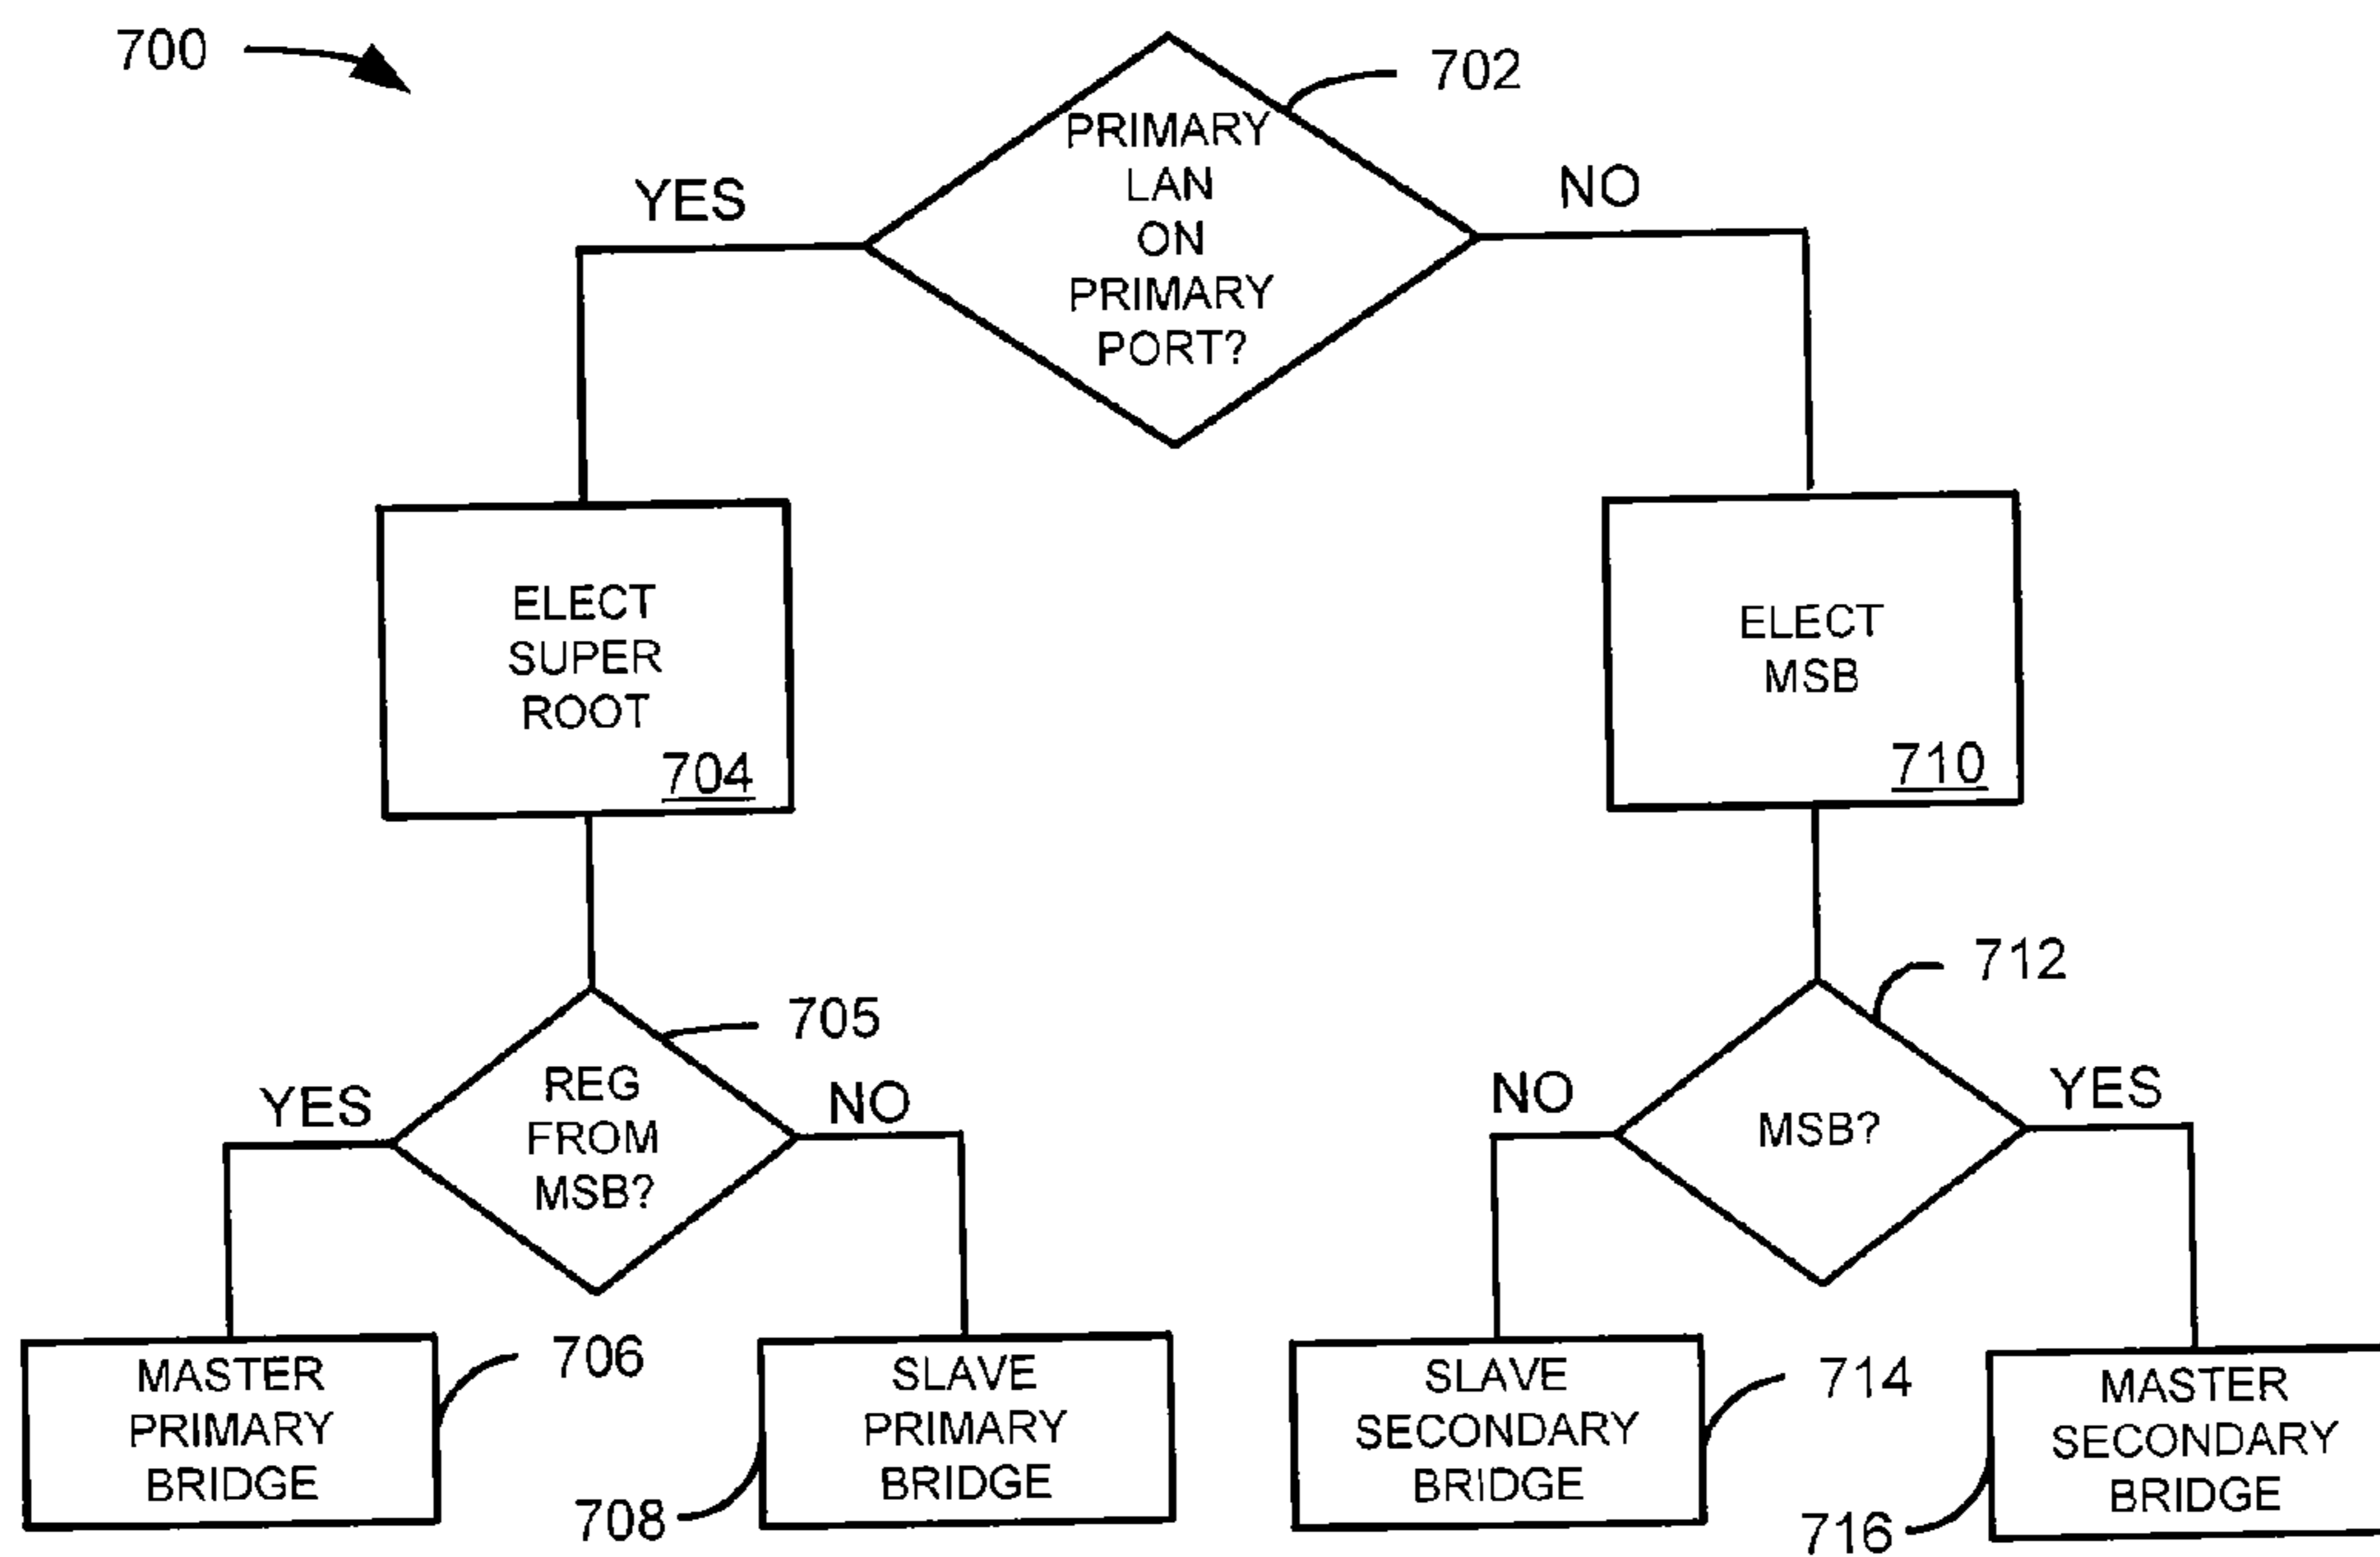 700
702
PRIMARY
LAN
ON
PRIMARY
PORT?
YES
NO
ELECT
SUPER
ROOT
704
ELECT
MSB
710
705
REG
FROM
MSB?
YES
NO
712
MSB?
NO
YES
MASTER
PRIMARY
BRIDGE
706
SLAVE
PRIMARY
BRIDGE
708
SLAVE
SECONDARY
BRIDGE
714
MASTER
SECONDARY
BRIDGE
716